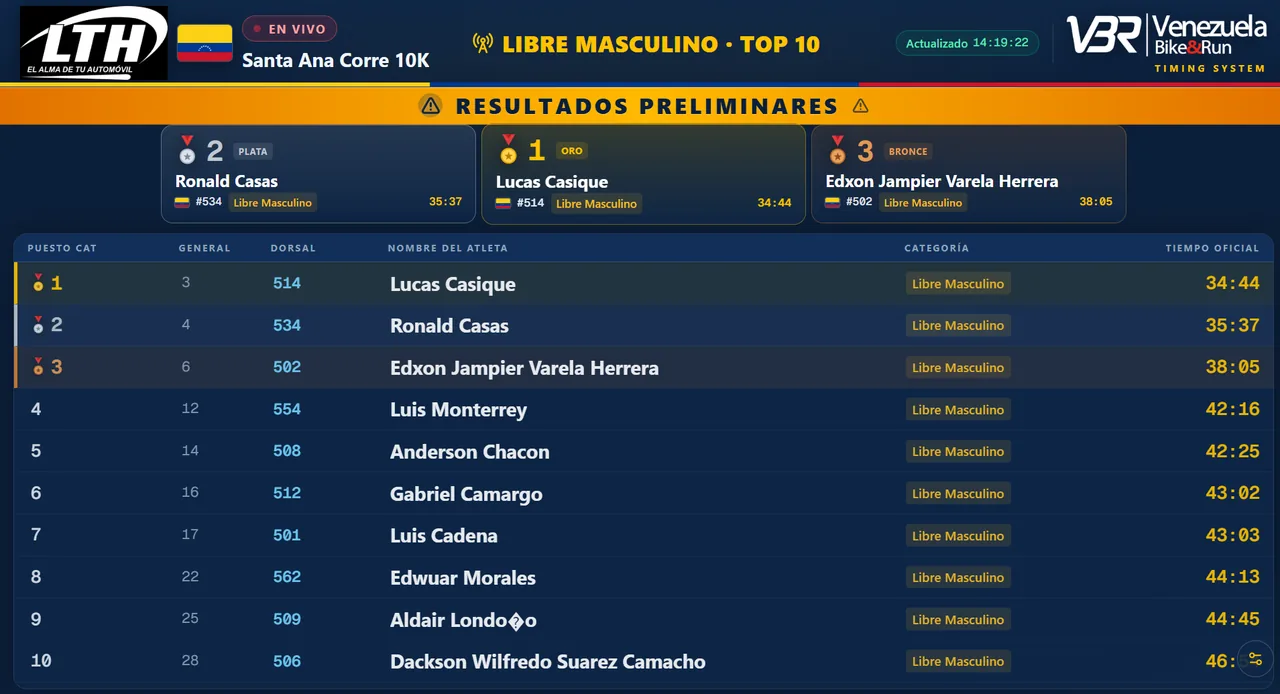 LTH
EL ALMA DE TU AUTOMÓVIL
EN VIVO
Santa Ana Corre 10K
LIBRE MASCULINO · TOP 10
Actualizado 14:19:22
VBR Venezuela
Bike&Run
TIMING SYSTEM
RESULTADOS PRELIMINARES
2 PLATA
Ronald Casas
#534 Libre Masculino 35:37
1 ORO
Lucas Casique
#514 Libre Masculino 34:44
3 BRONCE
Edxon Jampier Varela Herrera
#502 Libre Masculino 38:05
PUESTO CAT GENERAL DORSAL NOMBRE DEL ATLETA CATEGORÍA TIEMPO OFICIAL
1 3 514 Lucas Casique Libre Masculino 34:44
2 4 534 Ronald Casas Libre Masculino 35:37
3 6 502 Edxon Jampier Varela Herrera Libre Masculino 38:05
4 12 554 Luis Monterrey Libre Masculino 42:16
5 14 508 Anderson Chacon Libre Masculino 42:25
6 16 512 Gabriel Camargo Libre Masculino 43:02
7 17 501 Luis Cadena Libre Masculino 43:03
8 22 562 Edwuar Morales Libre Masculino 44:13
9 25 509 Aldair Londo�o Libre Masculino 44:45
10 28 506 Dackson Wilfredo Suarez Camacho Libre Masculino 46: